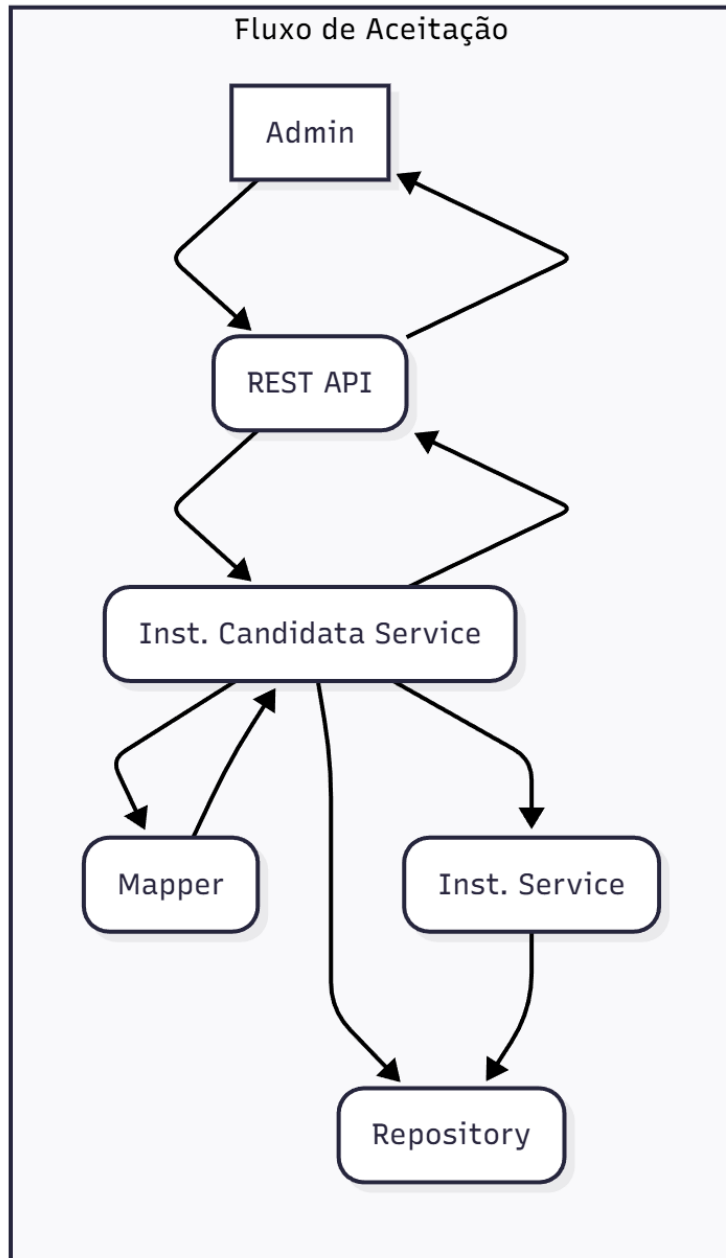 Fluxo de Aceitação
Admin
REST API
Inst. Candidata Service
Mapper
Inst. Service
Repository